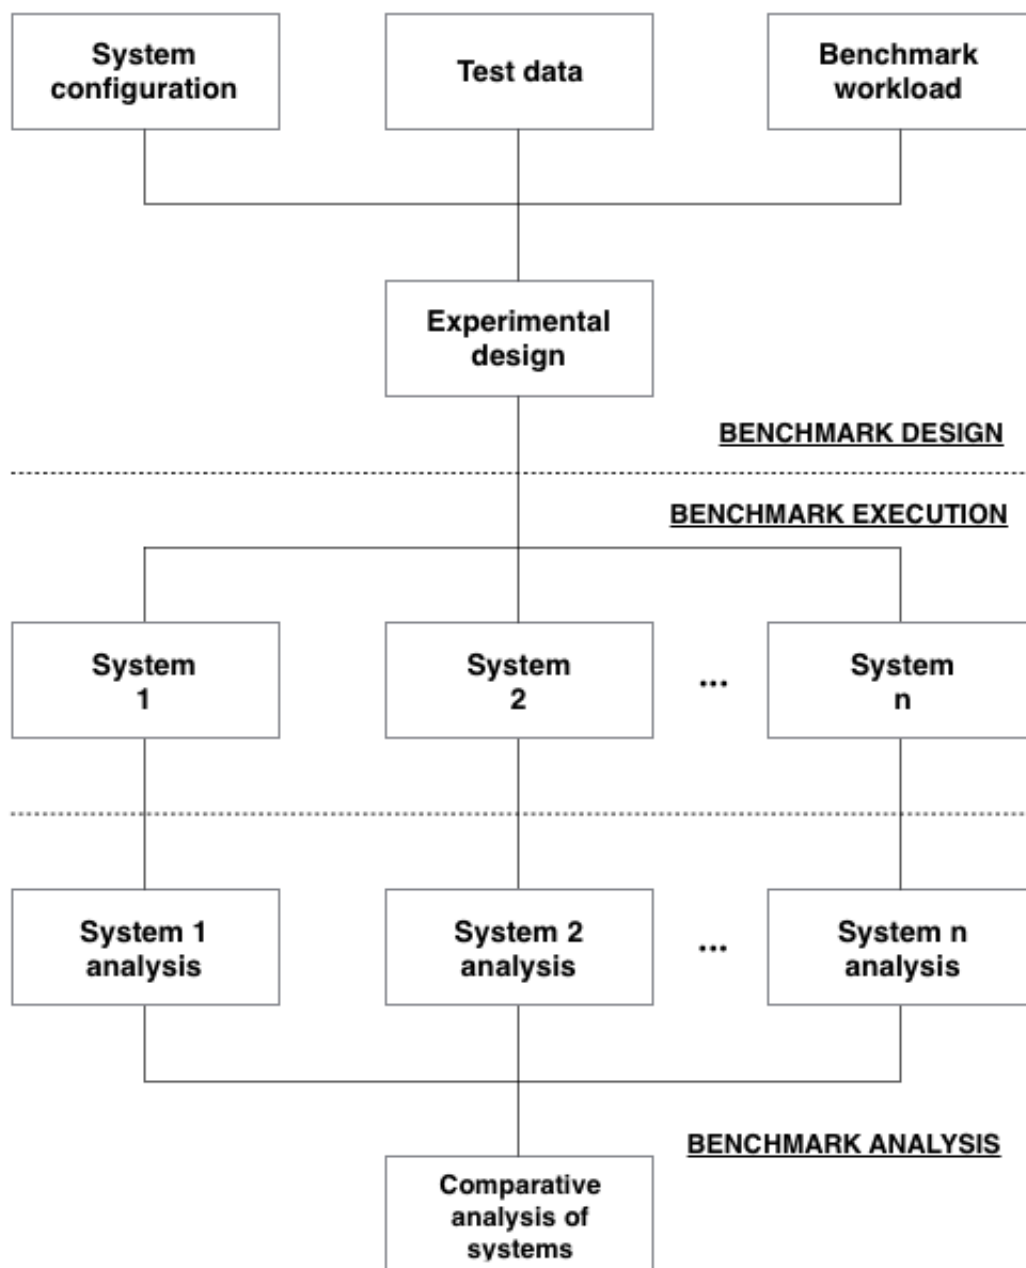 System
configuration
Test data
Benchmark
workload
Experimental
design
BENCHMARK DESIGN
BENCHMARK EXECUTION
System
1
System
2
...
System
n
System 1
analysis
System 2
analysis
...
System n
analysis
BENCHMARK ANALYSIS
Comparative
analysis of
systems